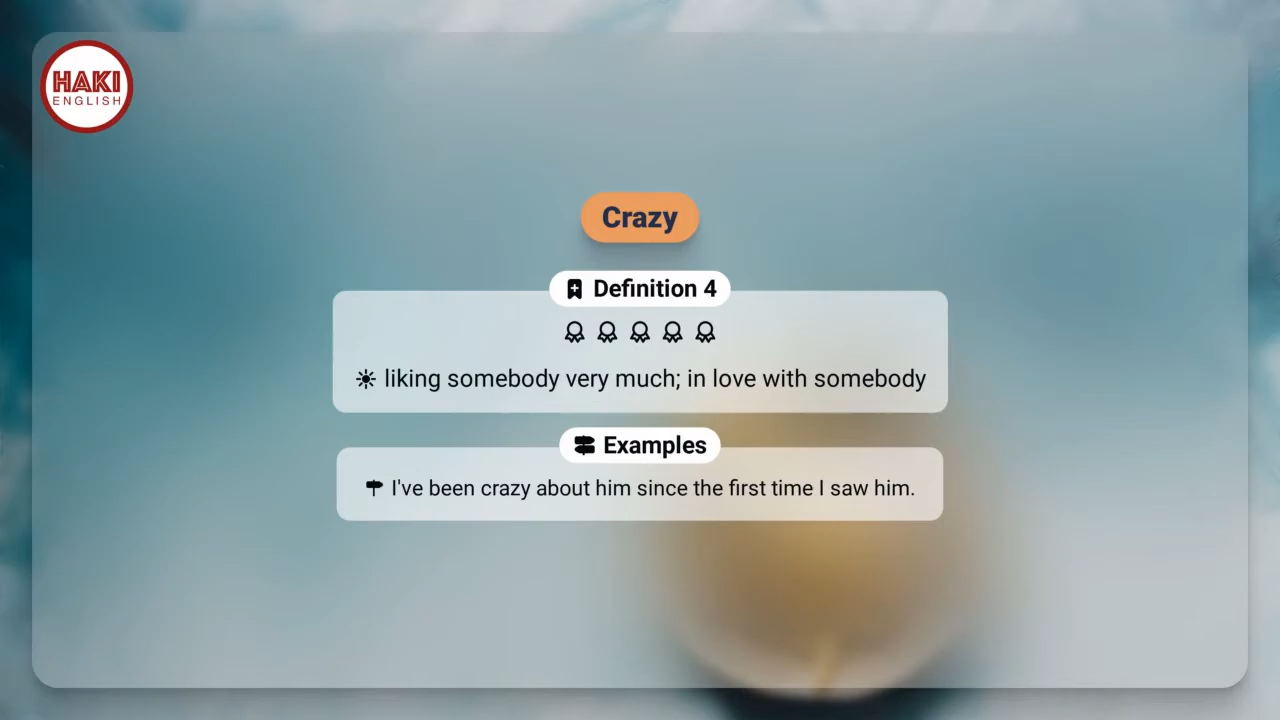 HAKI
ENGLISH
Crazy
Definition 4
liking somebody very much; in love with somebody
Examples
I've been crazy about him since the first time I saw him.